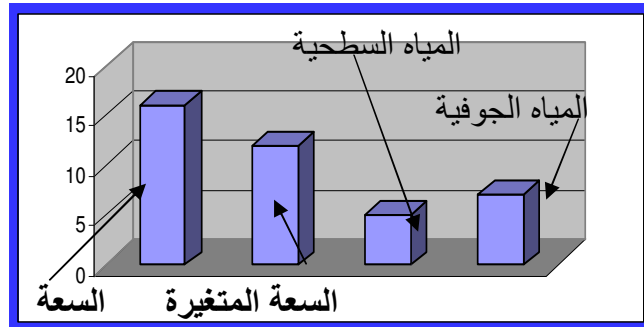 المياه السطحية
المياه الجوفية
20
15
10
5
0
السعة المتغيرة
السعة